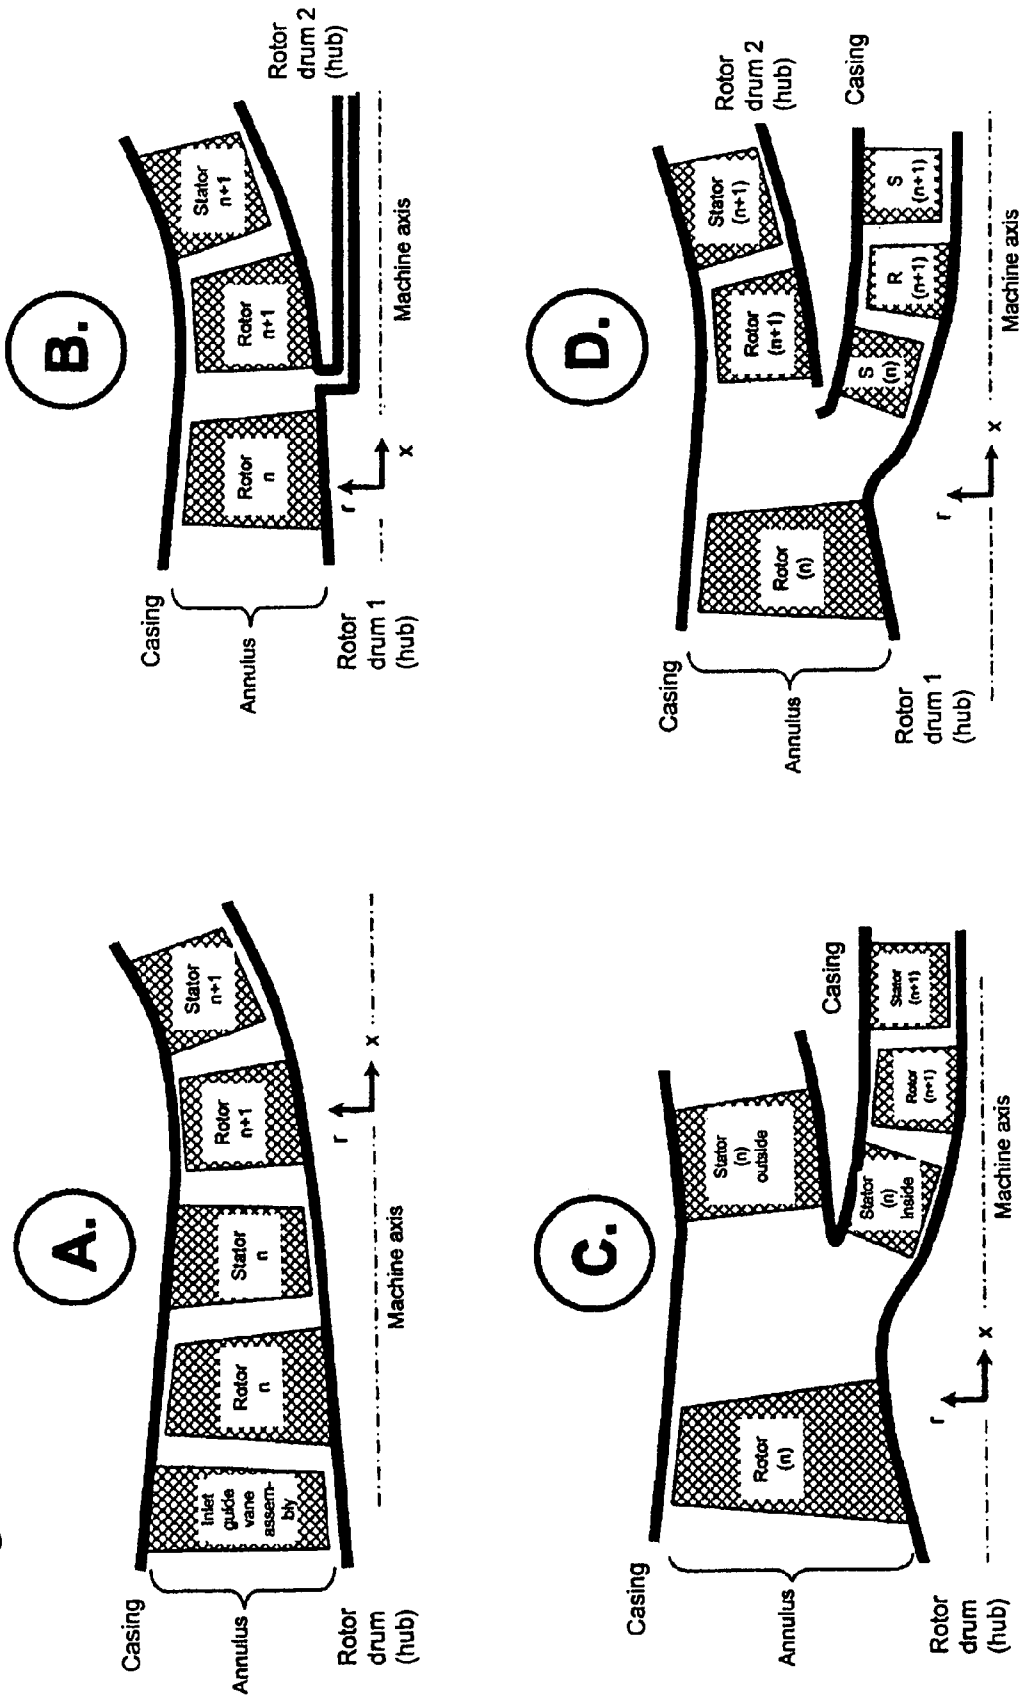 A.
Casing
Annulus
Rotor
drum
(hub)
Inlet
guide
vane
assem-
bly
Rotor
n
Stator
n
Rotor
n+1
Stator
n+1
r
x
Machine axis
B.
Casing
Annulus
Rotor
drum 1
(hub)
Rotor
n
Rotor
n+1
Stator
n+1
Rotor
drum 2
(hub)
r
x
Machine axis
C.
Casing
Annulus
Rotor
drum
(hub)
Rotor
(n)
Stator
(n)
outside
Stator
(n)
inside
Rotor
(n+1)
Stator
(n+1)
Casing
r
x
Machine axis
D.
Casing
Annulus
Rotor
drum 1
(hub)
Rotor
(n)
Rotor
(n+1)
Stator
(n+1)
Rotor
drum 2
(hub)
S
(n)
R
(n+1)
S
(n+1)
Casing
r
x
Machine axis